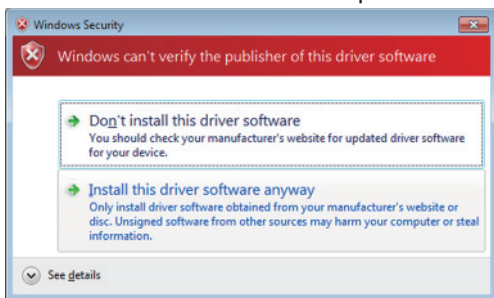 Windows Security
Windows can't verify the publisher of this driver software
Don't install this driver software
You should check your manufacturer's website for updated driver software
for your device.
Install this driver software anyway
Only install driver software obtained from your manufacturer's website or
disc. Unsigned software from other sources may harm your computer or steal
information.
See details